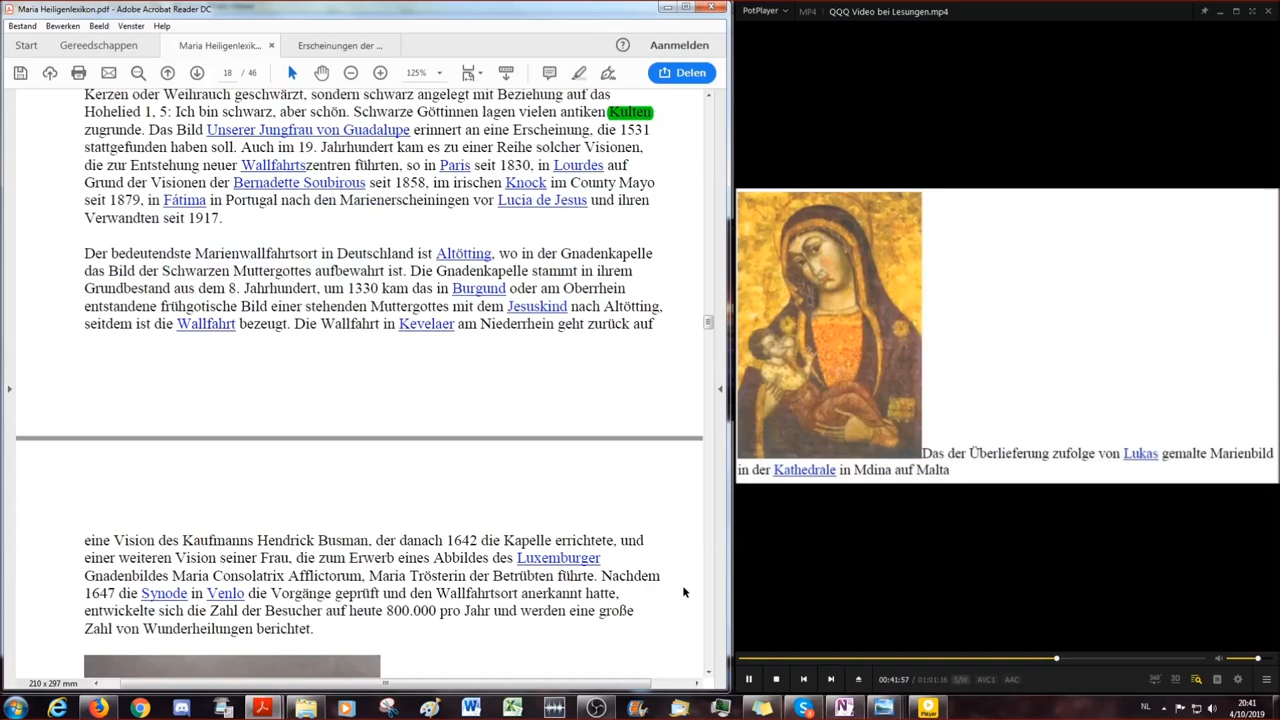 Maria Heiligenlexikon.pdf - Adobe Acrobat Reader DC
Bestand Bewerken Beeld Venster Help
Start Gereedschappen Maria Heiligenlexik... × Erscheinungen der ... Aanmelden
18 / 46 125% Delen
Kerzen oder Weihrauch geschwärzt, sondern schwarz angelegt mit Beziehung auf das
Hohelied 1, 5: Ich bin schwarz, aber schön. Schwarze Göttinnen lagen vielen antiken Kulten
zugrunde. Das Bild Unserer Jungfrau von Guadalupe erinnert an eine Erscheinung, die 1531
stattgefunden haben soll. Auch im 19. Jahrhundert kam es zu einer Reihe solcher Visionen,
die zur Entstehung neuer Wallfahrtszentren führten, so in Paris seit 1830, in Lourdes auf
Grund der Visionen der Bernadette Soubirous seit 1858, im irischen Knock im County Mayo
seit 1879, in Fátima in Portugal nach den Marienerscheiningen vor Lucia de Jesus und ihren
Verwandten seit 1917.
Der bedeutendste Marienwallfahrtsort in Deutschland ist Altötting, wo in der Gnadenkapelle
das Bild der Schwarzen Muttergottes aufbewahrt ist. Die Gnadenkapelle stammt in ihrem
Grundbestand aus dem 8. Jahrhundert, um 1330 kam das in Burgund oder am Oberrhein
entstandene frühgotische Bild einer stehenden Muttergottes mit dem Jesuskind nach Altötting,
seitdem ist die Wallfahrt bezeugt. Die Wallfahrt in Kevelaer am Niederrhein geht zurück auf
eine Vision des Kaufmanns Hendrick Busman, der danach 1642 die Kapelle errichtete, und
einer weiteren Vision seiner Frau, die zum Erwerb eines Abbildes des Luxemburger
Gnadenbildes Maria Consolatrix Afflictorum, Maria Trösterin der Betrübten führte. Nachdem
1647 die Synode in Venlo die Vorgänge geprüft und den Wallfahrtsort anerkannt hatte,
entwickelte sich die Zahl der Besucher auf heute 800.000 pro Jahr und werden eine große
Zahl von Wunderheilungen berichtet.
210 x 297 mm
PotPlayer MP4 QQQ Video bei Lesungen.mp4
Das der Überlieferung zufolge von Lukas gemalte Marienbild
in der Kathedrale in Mdina auf Malta
00:41:57 / 01:01:16 S/W AVC1 AAC
360° 3D
NL 20:41
4/10/2019